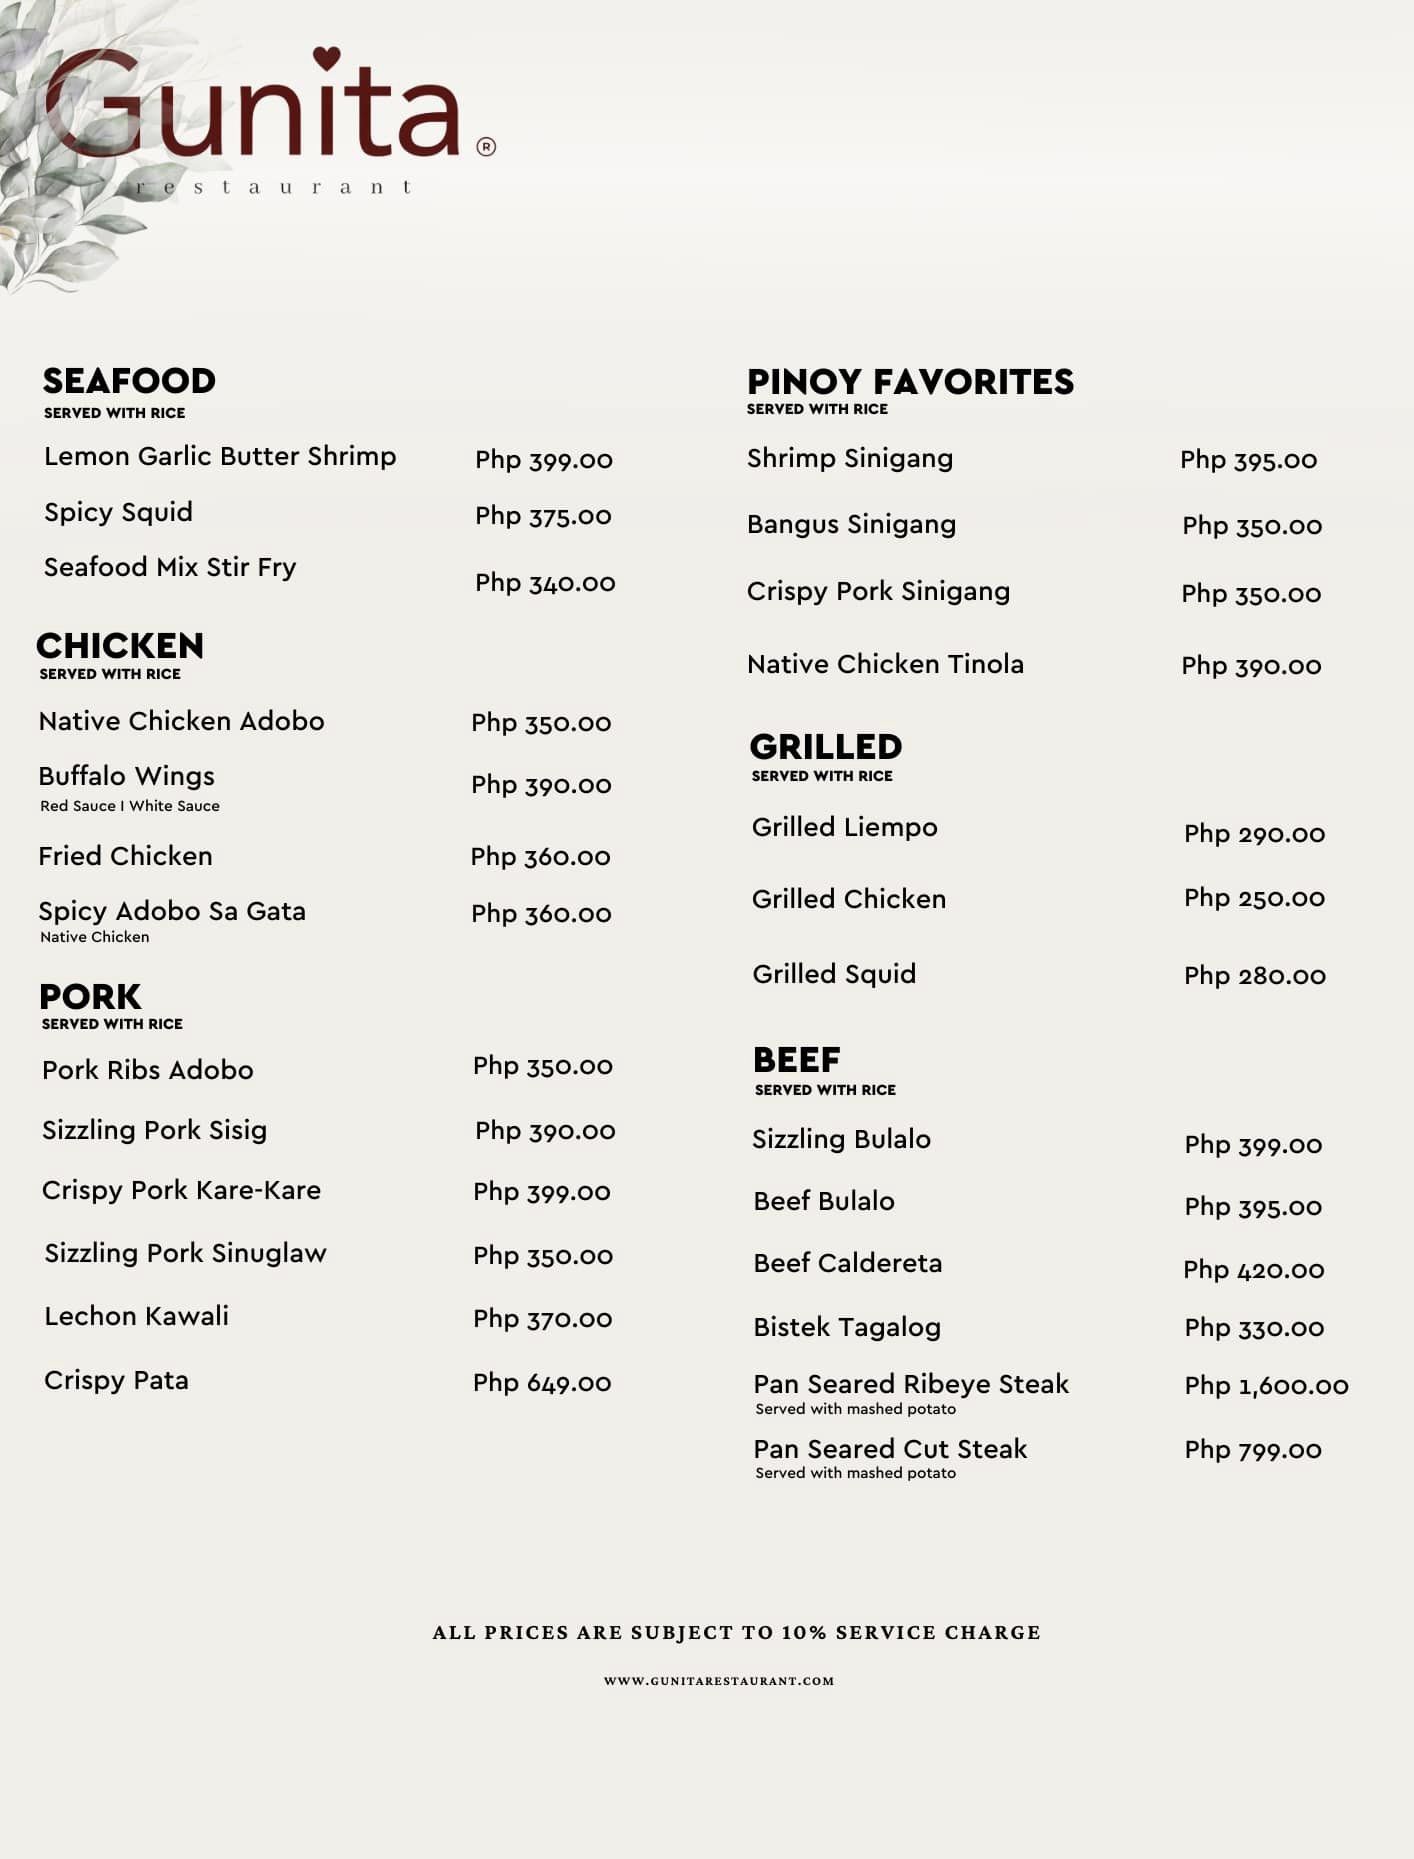 Gunita®
restaurant
SEAFOOD
SERVED WITH RICE
Lemon Garlic Butter Shrimp Php 399.00
Spicy Squid Php 375.00
Seafood Mix Stir Fry Php 340.00
CHICKEN
SERVED WITH RICE
Native Chicken Adobo Php 350.00
Buffalo Wings Php 390.00
Red Sauce I White Sauce
Fried Chicken Php 360.00
Spicy Adobo Sa Gata Php 360.00
Native Chicken
PORK
SERVED WITH RICE
Pork Ribs Adobo Php 350.00
Sizzling Pork Sisig Php 390.00
Crispy Pork Kare-Kare Php 399.00
Sizzling Pork Sinuglaw Php 350.00
Lechon Kawali Php 370.00
Crispy Pata Php 649.00
PINOY FAVORITES
SERVED WITH RICE
Shrimp Sinigang Php 395.00
Bangus Sinigang Php 350.00
Crispy Pork Sinigang Php 350.00
Native Chicken Tinola Php 390.00
GRILLED
SERVED WITH RICE
Grilled Liempo Php 290.00
Grilled Chicken Php 250.00
Grilled Squid Php 280.00
BEEF
SERVED WITH RICE
Sizzling Bulalo Php 399.00
Beef Bulalo Php 395.00
Beef Caldereta Php 420.00
Bistek Tagalog Php 330.00
Pan Seared Ribeye Steak Php 1,600.00
Served with mashed potato
Pan Seared Cut Steak Php 799.00
Served with mashed potato
ALL PRICES ARE SUBJECT TO 10% SERVICE CHARGE
WWW.GUNITARESTAURANT.COM